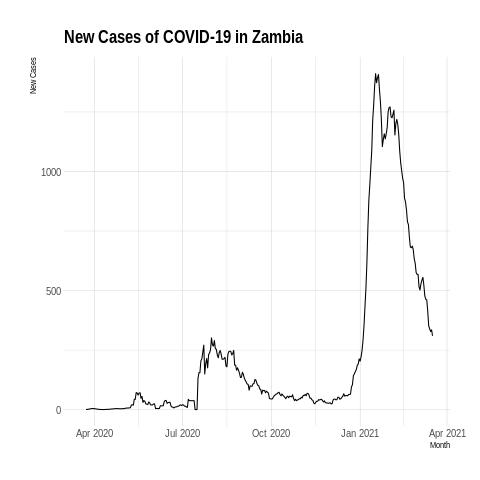 New Cases of COVID-19 in Zambia
New Cases
1000
500
0
Apr 2020 Jul 2020 Oct 2020 Jan 2021 Apr 2021
Month